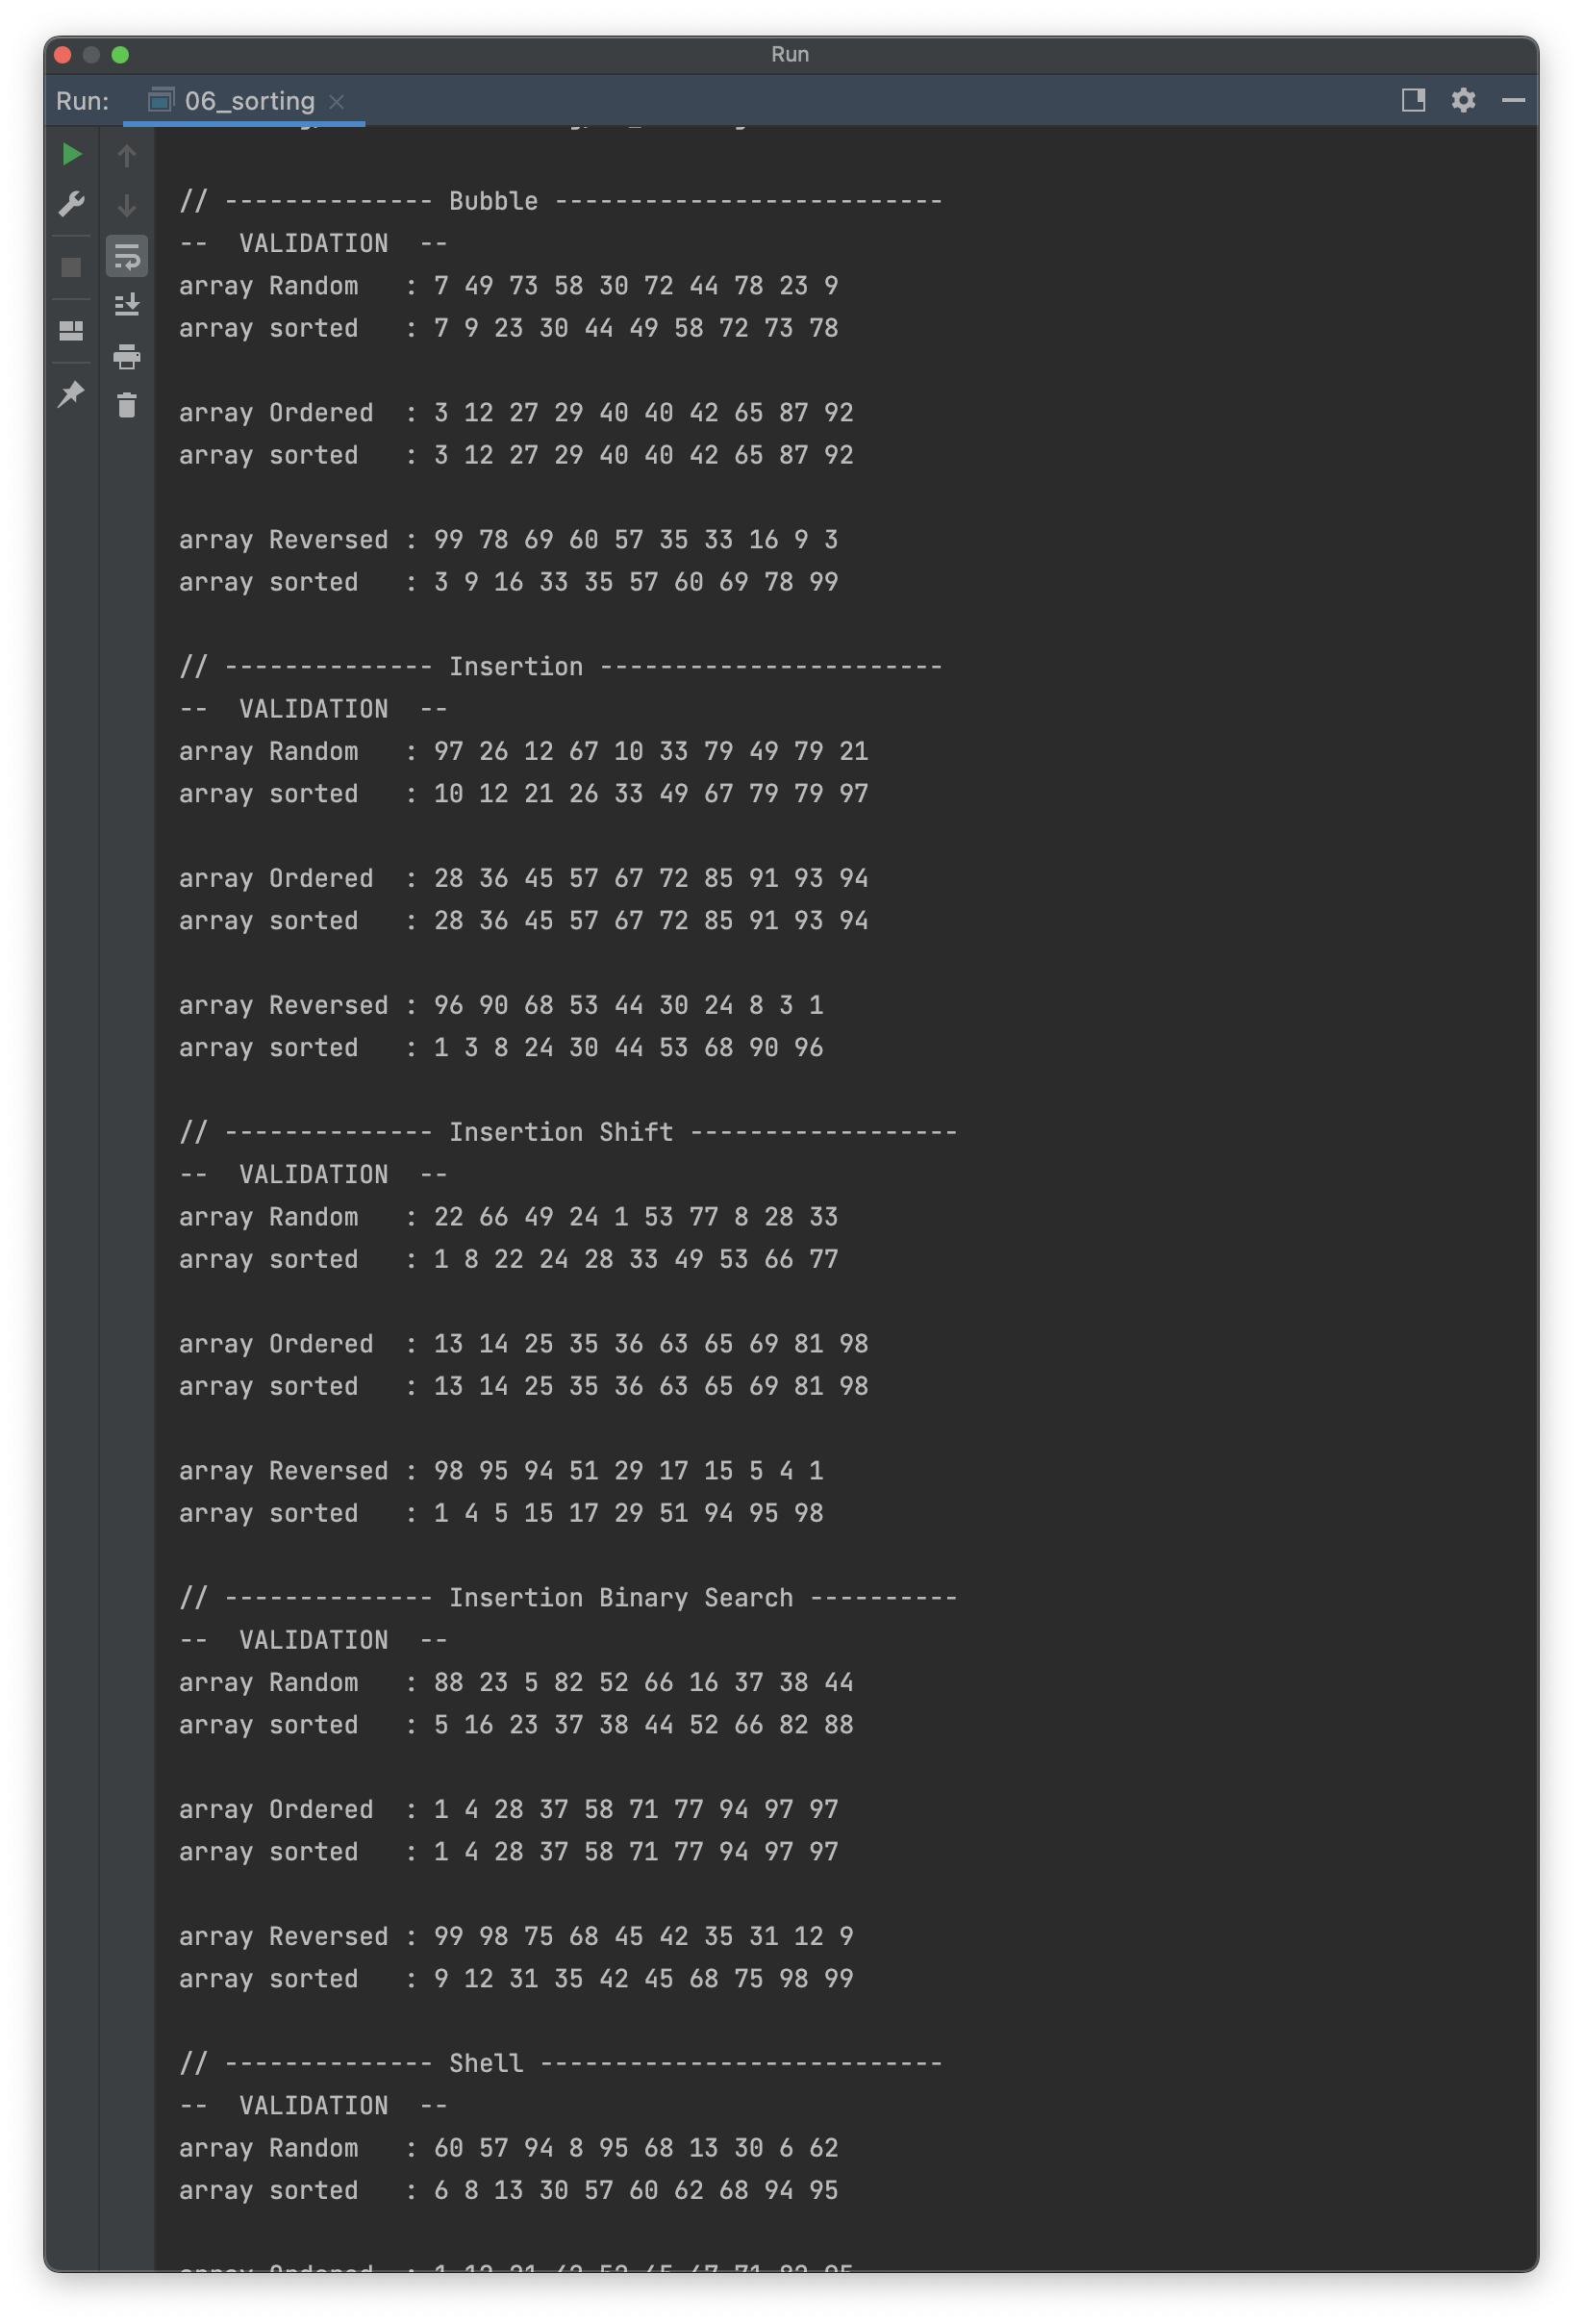 Run
Run: 06_sorting
// -------------- Bubble --------------------------
--  VALIDATION  --
array Random   : 7 49 73 58 30 72 44 78 23 9
array sorted   : 7 9 23 30 44 49 58 72 73 78
array Ordered  : 3 12 27 29 40 40 42 65 87 92
array sorted   : 3 12 27 29 40 40 42 65 87 92
array Reversed : 99 78 69 60 57 35 33 16 9 3
array sorted   : 3 9 16 33 35 57 60 69 78 99
// -------------- Insertion -----------------------
--  VALIDATION  --
array Random   : 97 26 12 67 10 33 79 49 79 21
array sorted   : 10 12 21 26 33 49 67 79 79 97
array Ordered  : 28 36 45 57 67 72 85 91 93 94
array sorted   : 28 36 45 57 67 72 85 91 93 94
array Reversed : 96 90 68 53 44 30 24 8 3 1
array sorted   : 1 3 8 24 30 44 53 68 90 96
// -------------- Insertion Shift ------------------
--  VALIDATION  --
array Random   : 22 66 49 24 1 53 77 8 28 33
array sorted   : 1 8 22 24 28 33 49 53 66 77
array Ordered  : 13 14 25 35 36 63 65 69 81 98
array sorted   : 13 14 25 35 36 63 65 69 81 98
array Reversed : 98 95 94 51 29 17 15 5 4 1
array sorted   : 1 4 5 15 17 29 51 94 95 98
// -------------- Insertion Binary Search ----------
--  VALIDATION  --
array Random   : 88 23 5 82 52 66 16 37 38 44
array sorted   : 5 16 23 37 38 44 52 66 82 88
array Ordered  : 1 4 28 37 58 71 77 94 97 97
array sorted   : 1 4 28 37 58 71 77 94 97 97
array Reversed : 99 98 75 68 45 42 35 31 12 9
array sorted   : 9 12 31 35 42 45 68 75 98 99
// -------------- Shell ---------------------------
--  VALIDATION  --
array Random   : 60 57 94 8 95 68 13 30 6 62
array sorted   : 6 8 13 30 57 60 62 68 94 95
array Ordered  :